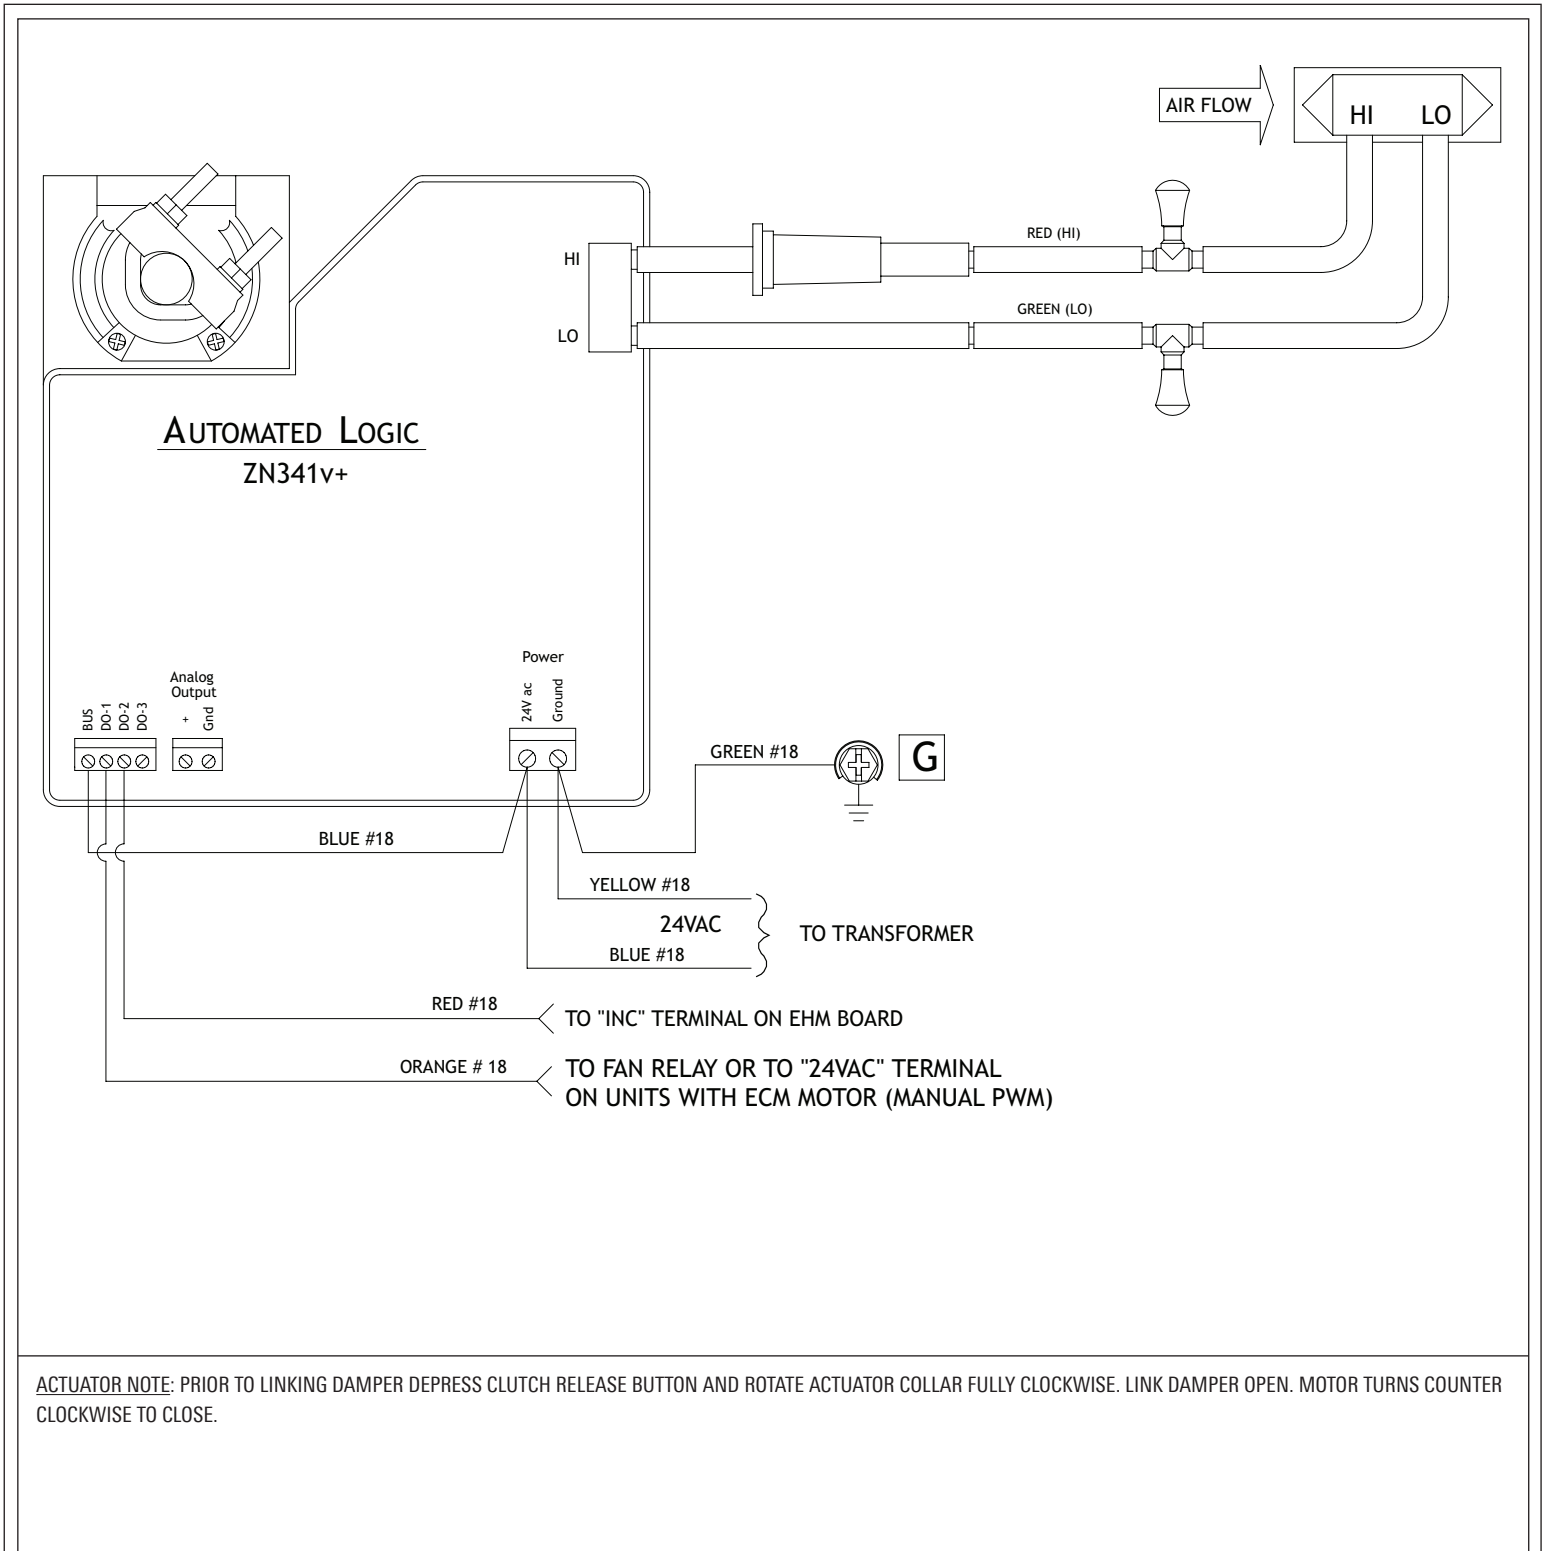 AIR FLOW
HI LO
RED (HI)
HI
GREEN (LO)
LO
AUTOMATED LOGIC
ZN341v+
Power
24V ac
Ground
Analog
Output
BUS
DO-1
DO-2
DO-3
+
Gnd
GREEN #18
G
BLUE #18
YELLOW #18
24VAC
TO TRANSFORMER
BLUE #18
RED #18
TO "INC" TERMINAL ON EHM BOARD
ORANGE # 18
TO FAN RELAY OR TO "24VAC" TERMINAL
ON UNITS WITH ECM MOTOR (MANUAL PWM)
ACTUATOR NOTE: PRIOR TO LINKING DAMPER DEPRESS CLUTCH RELEASE BUTTON AND ROTATE ACTUATOR COLLAR FULLY CLOCKWISE. LINK DAMPER OPEN. MOTOR TURNS COUNTER
CLOCKWISE TO CLOSE.